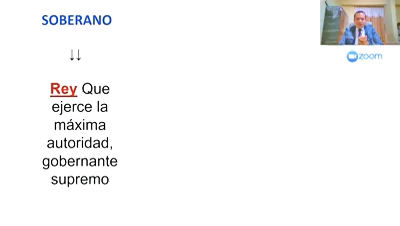 SOBERANO
↓↓
Rey Que
ejerce la
máxima
autoridad,
gobernante
supremo
zoom